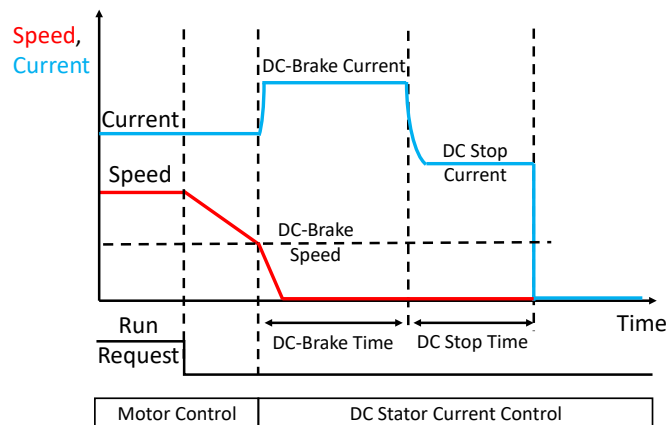 Speed,
Current
DC-Brake Current
Current
DC Stop
Current
Speed
DC-Brake
Speed
Time
Run
Request
DC-Brake Time
DC Stop Time
Motor Control
DC Stator Current Control